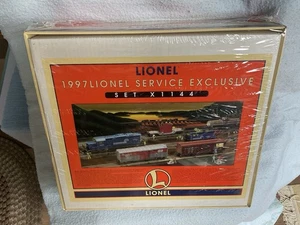 LIONEL
1997 LIONEL SERVICE EXCLUSIVE
SET X1144
L
LIONEL